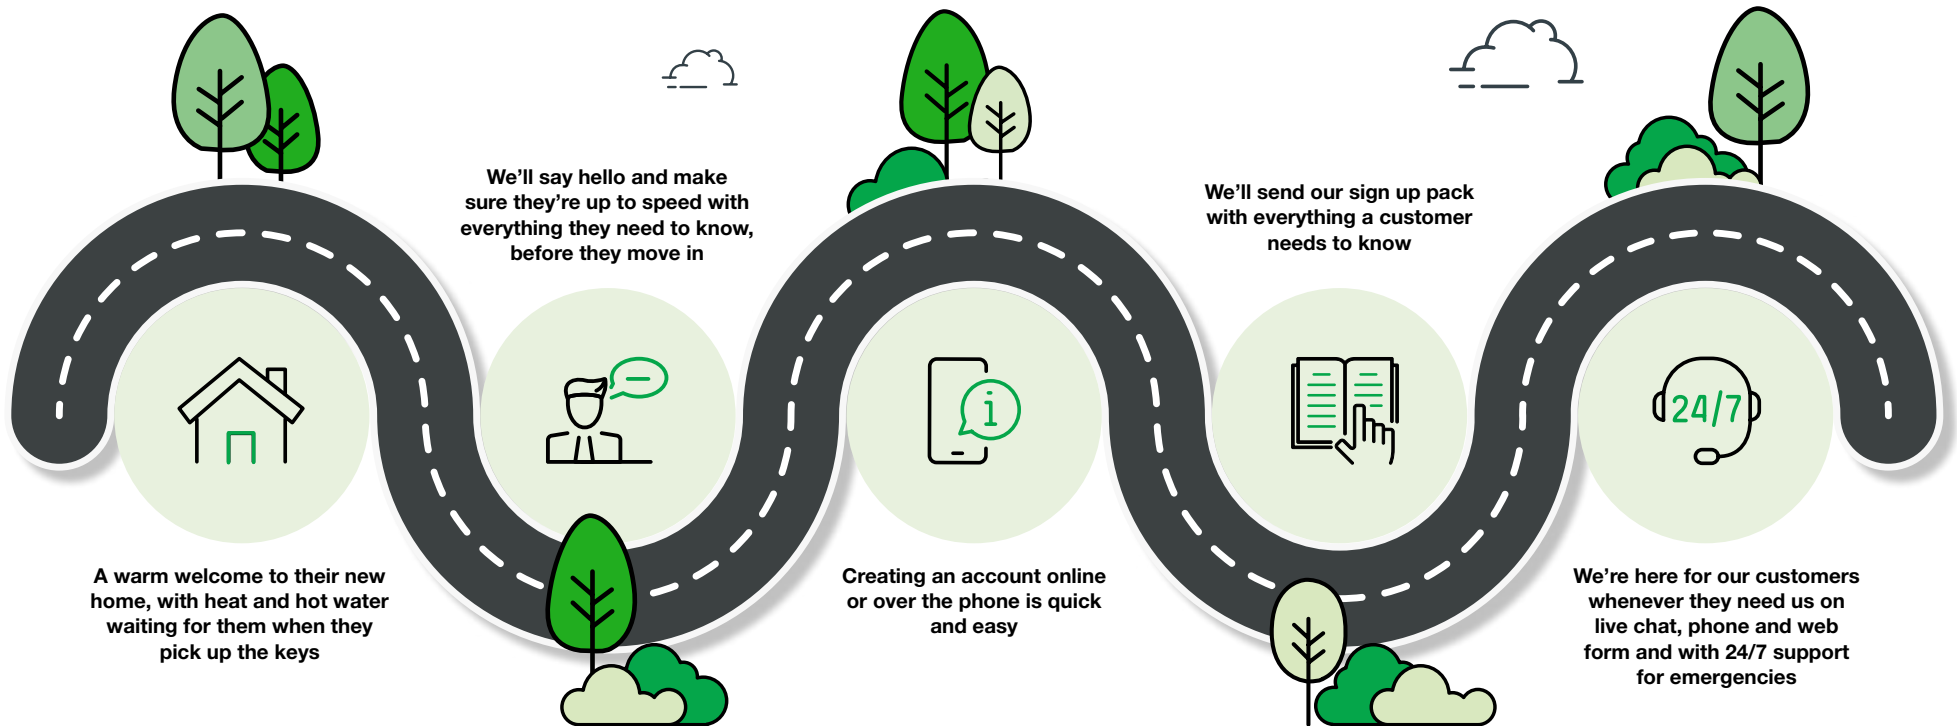 We’ll say hello and make
sure they’re up to speed with
everything they need to know,
before they move in
We’ll send our sign up pack
with everything a customer
needs to know
i
24/7
A warm welcome to their new
home, with heat and hot water
waiting for them when they
pick up the keys
Creating an account online
or over the phone is quick
and easy
We’re here for our customers
whenever they need us on
live chat, phone and web
form and with 24/7 support
for emergencies